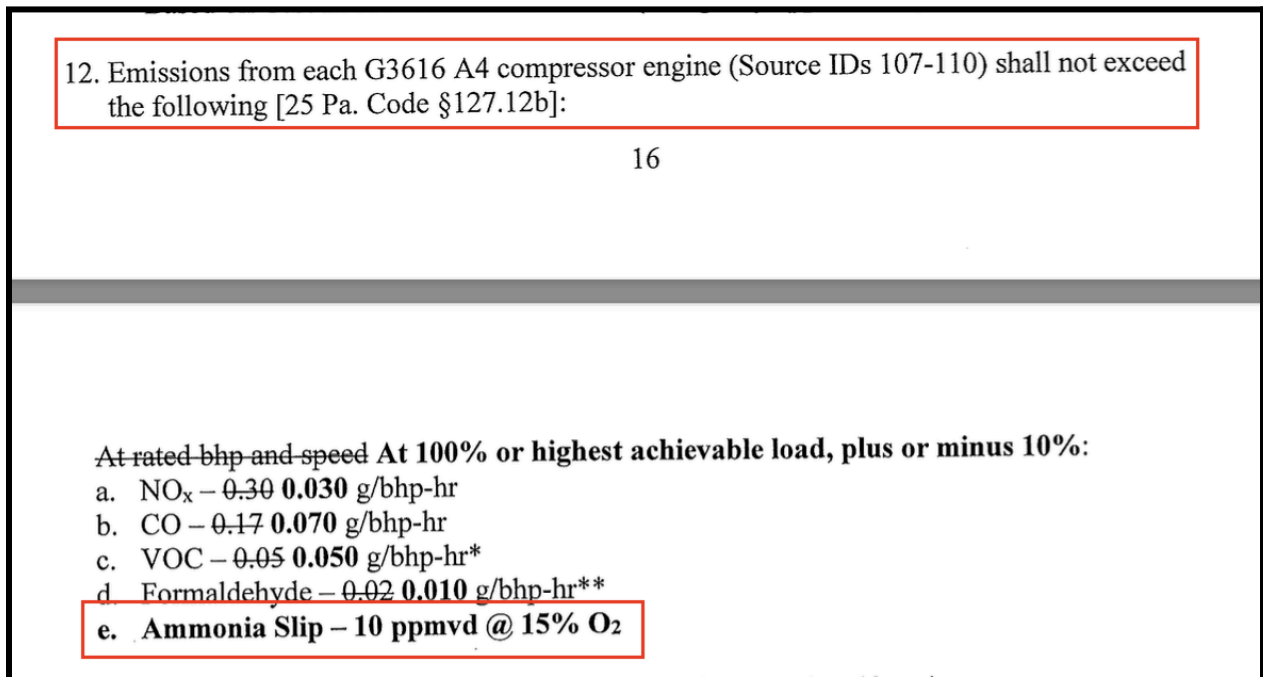 12. Emissions from each G3616 A4 compressor engine (Source IDs 107-110) shall not exceed
the following [25 Pa. Code §127.12b]:
16
At rated bhp and speed At 100% or highest achievable load, plus or minus 10%:
a. NOx – 0.30 0.030 g/bhp-hr
b. CO – 0.17 0.070 g/bhp-hr
c. VOC – 0.05 0.050 g/bhp-hr*
d. Formaldehyde – 0.02 0.010 g/bhp-hr**
e. Ammonia Slip – 10 ppmvd @ 15% O2